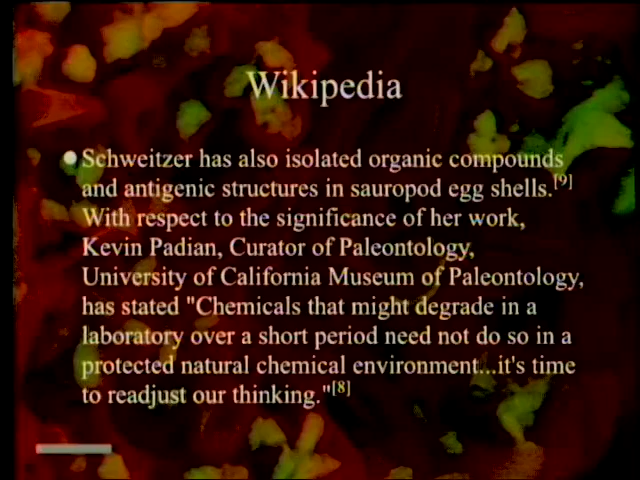 Wikipedia
• Schweitzer has also isolated organic compounds
and antigenic structures in sauropod egg shells.[9]
With respect to the significance of her work,
Kevin Padian, Curator of Paleontology,
University of California Museum of Paleontology,
has stated "Chemicals that might degrade in a
laboratory over a short period need not do so in a
protected natural chemical environment...it's time
to readjust our thinking."[8]